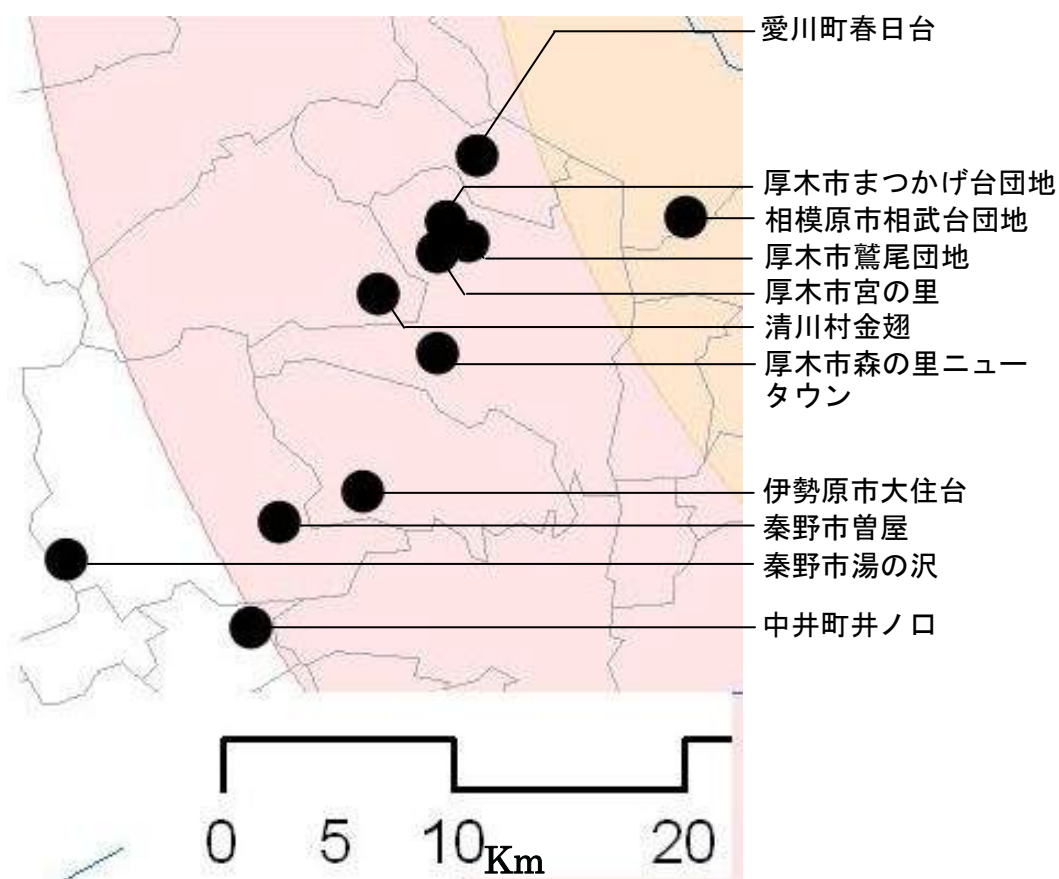 愛川町春日台
厚木市まつかげ台団地
相模原市相武台団地
厚木市鷲尾団地
厚木市宮の里
清川村金翅
厚木市森の里ニュー
タウン
伊勢原市大住台
秦野市曽屋
秦野市湯の沢
中井町井ノ口
0 5 10 20
Km